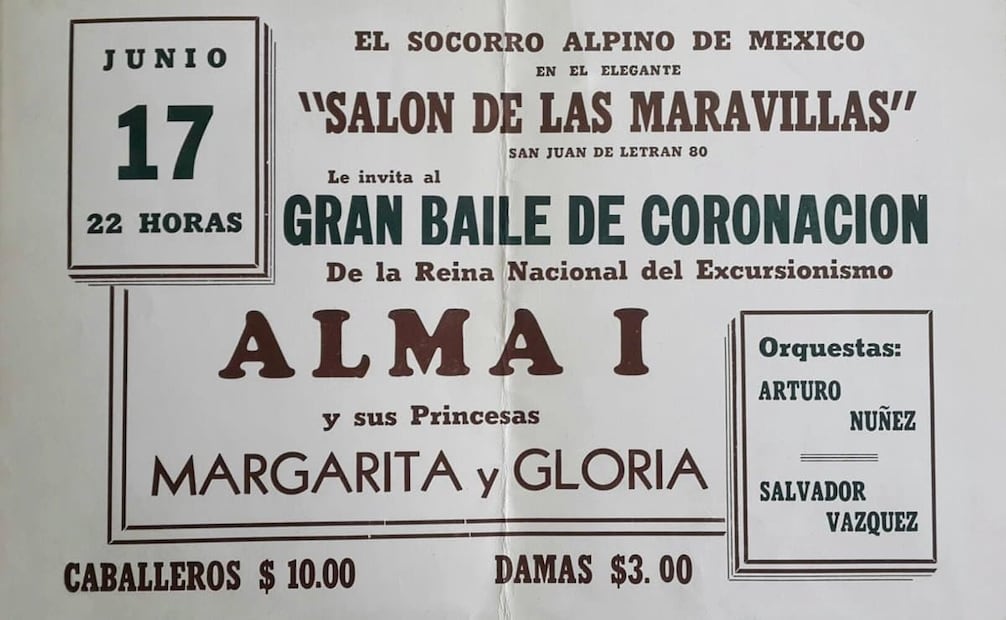 JUNIO
17
22 HORAS
EL SOCORRO ALPINO DE MEXICO
EN EL ELEGANTE
"SALON DE LAS MARAVILLAS"
SAN JUAN DE LETRAN 80
Le invita al
GRAN BAILE DE CORONACION
De la Reina Nacional del Excursionismo
ALMA I
y sus Princesas
MARGARITA y GLORIA
Orquestas:
ARTURO
NUÑEZ
SALVADOR
VAZQUEZ
CABALLEROS $ 10.00
DAMAS $3. 00